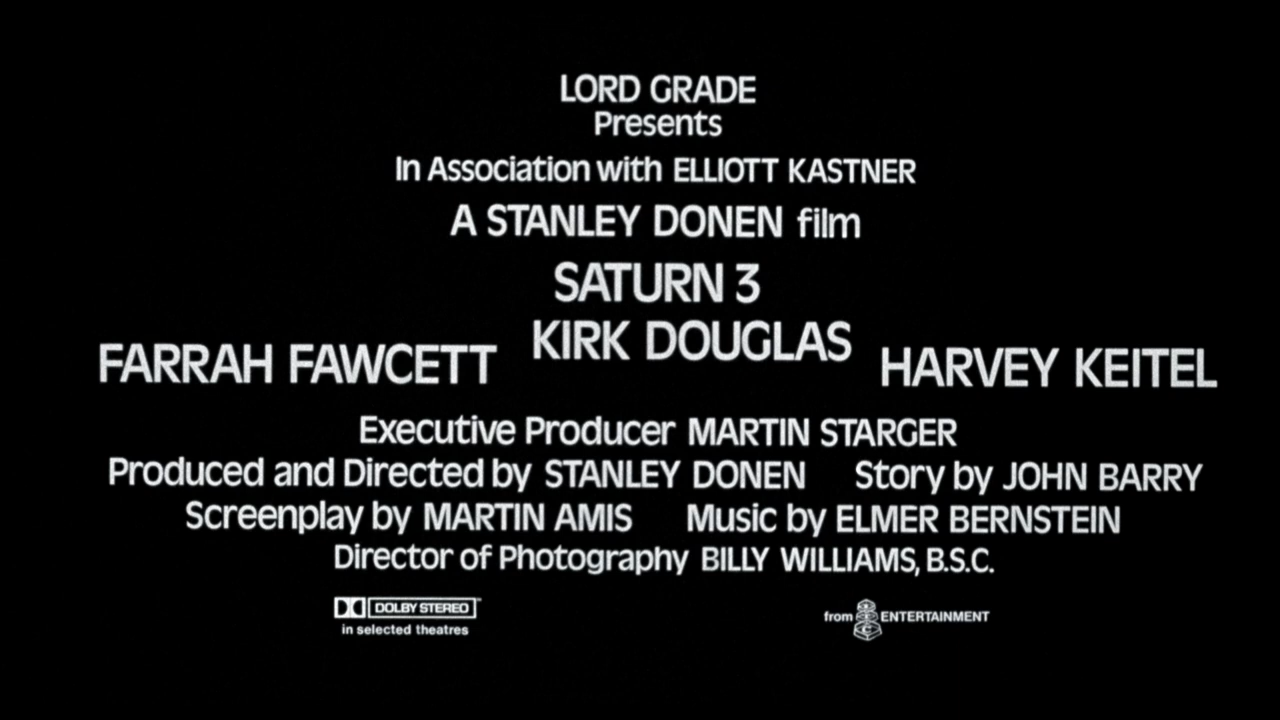 LORD GRADE
Presents
In Association with ELLIOTT KASTNER
A STANLEY DONEN film
SATURN 3
KIRK DOUGLAS
FARRAH FAWCETT HARVEY KEITEL
Executive Producer MARTIN STARGER
Produced and Directed by STANLEY DONEN Story by JOHN BARRY
Screenplay by MARTIN AMIS Music by ELMER BERNSTEIN
Director of Photography BILLY WILLIAMS, B.S.C.
DOLBY STEREO™
in selected theatres
from ITC ENTERTAINMENT